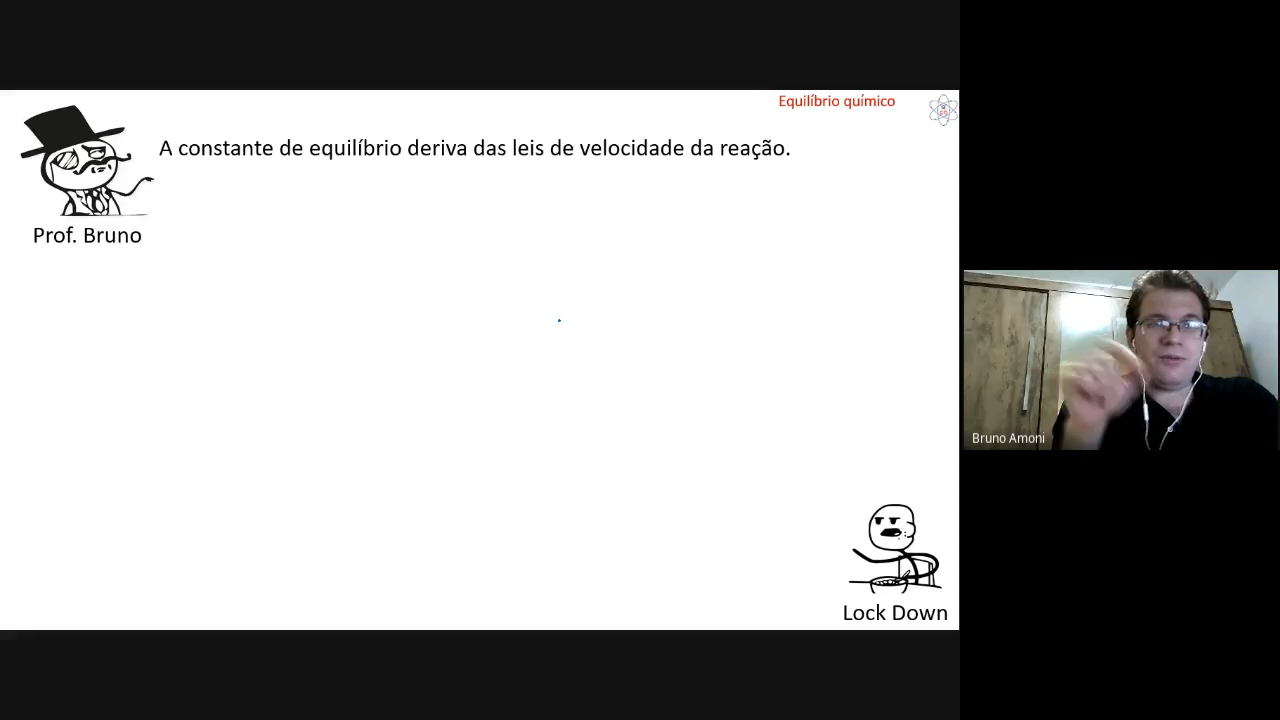 Equilíbrio químico
A constante de equilíbrio deriva das leis de velocidade da reação.
Prof. Bruno
Bruno Amoni
Lock Down